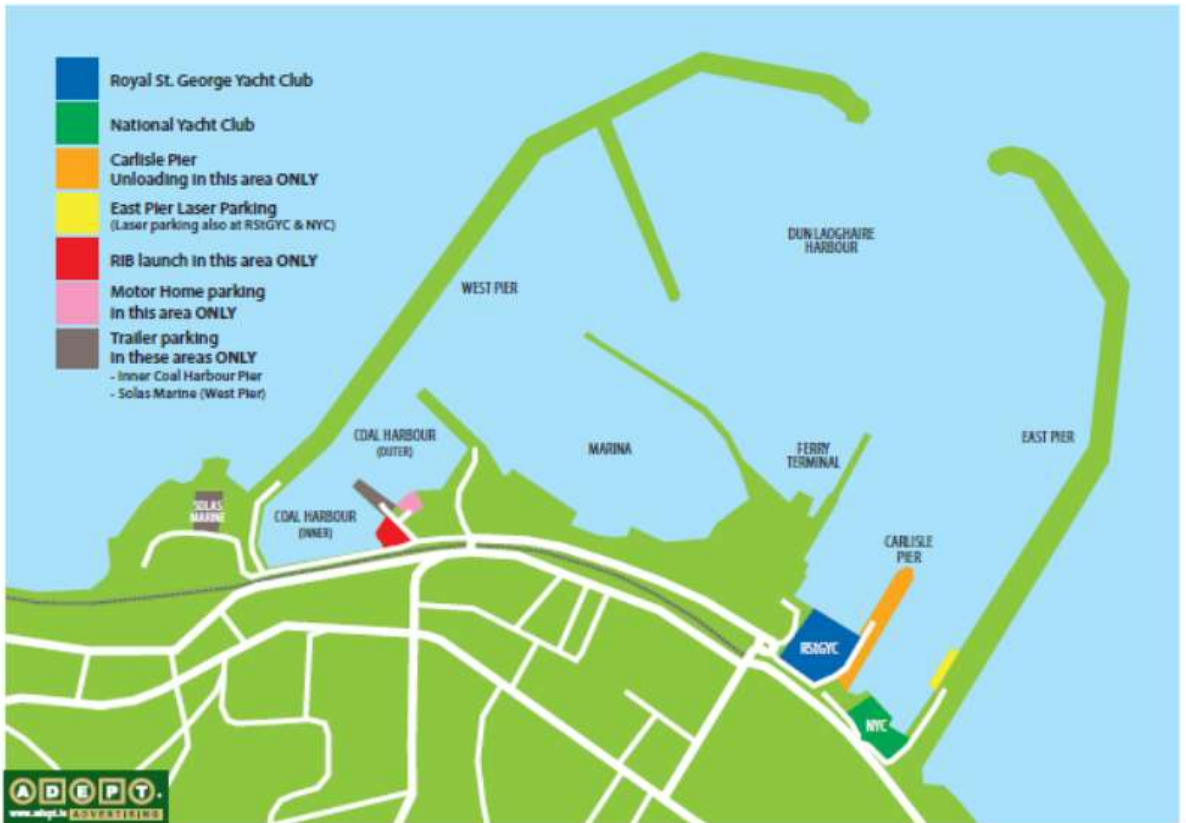 Royal St. George Yacht Club
National Yacht Club
Carlisle Pier
Unloading in this area ONLY
East Pier Laser Parking
(Laser parking also at RStGYC & NYC)
RIB launch in this area ONLY
Motor Home parking
in this area ONLY
Trailer parking
in these areas ONLY
- Inner Coal Harbour Pier
- Solas Marine (West Pier)
DUN LAOGHAIRE
HARBOUR
WEST PIER
COAL HARBOUR
(OUTER)
MARINA
FERRY
TERMINAL
EAST PIER
SOLAS
MARINE
COAL HARBOUR
(INNER)
CARLISLE
PIER
RStGYC
NYC
ADEPT.
www.adept.ie ADVERTISING